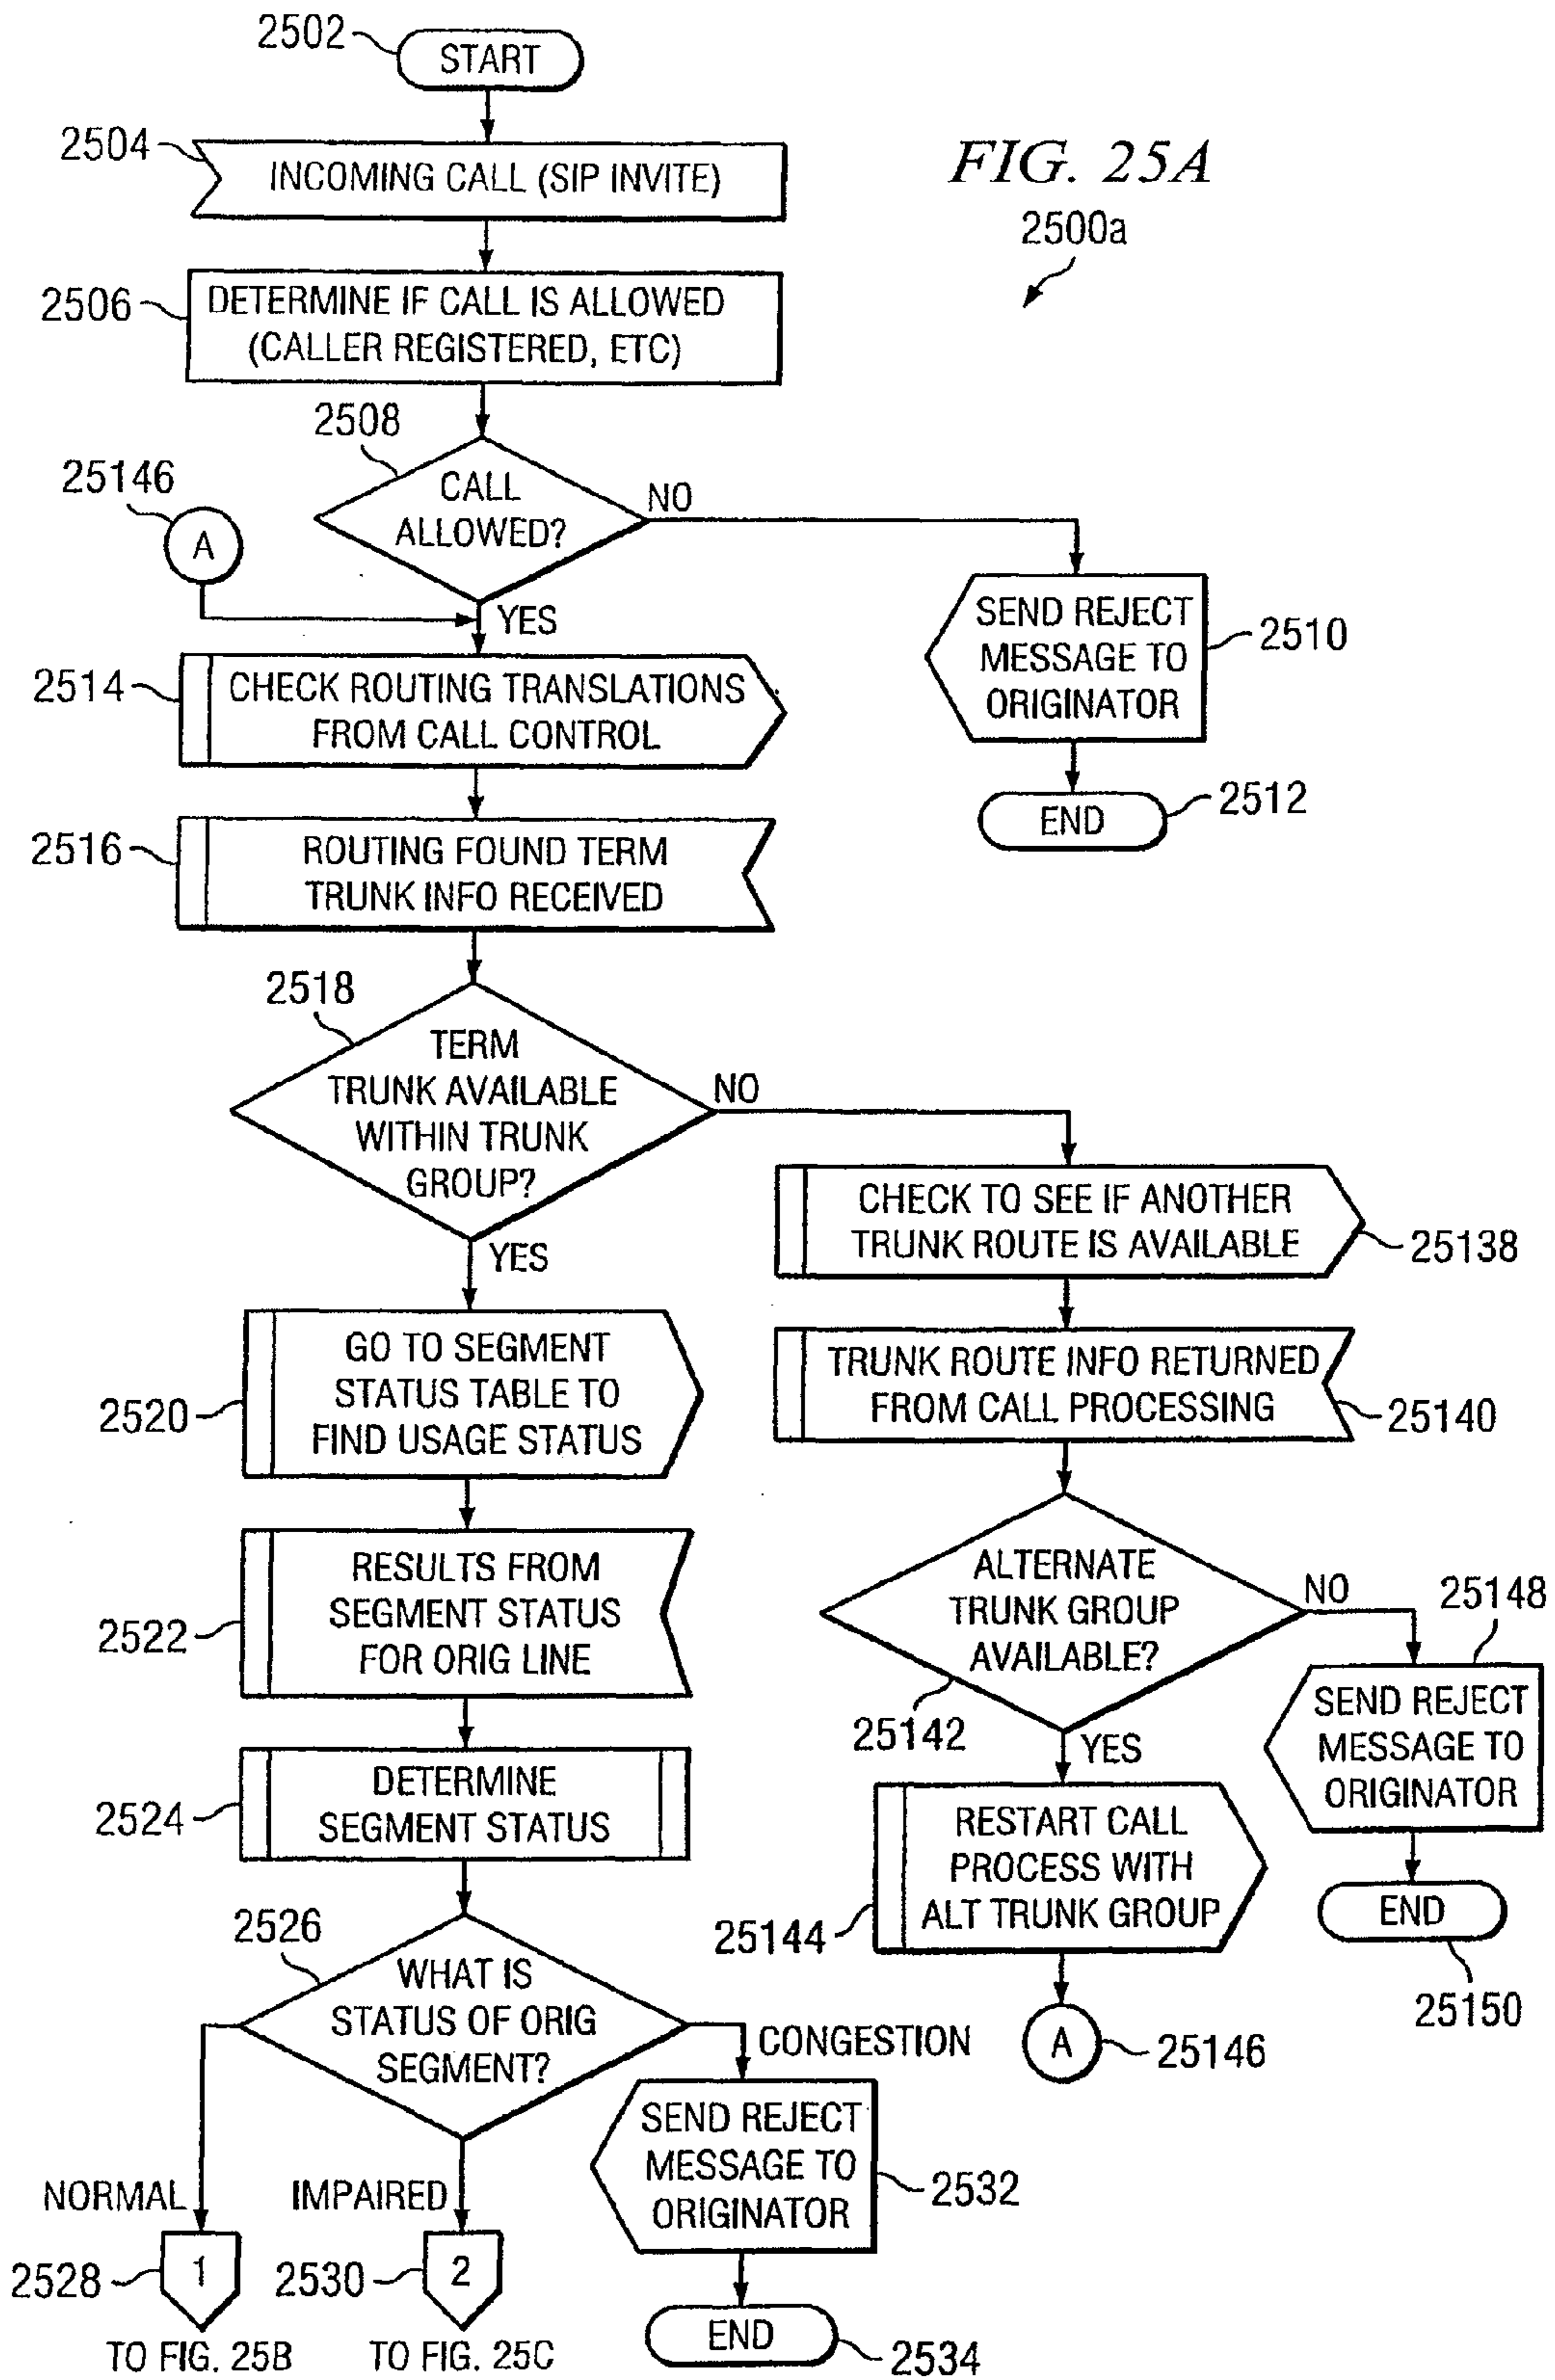 2502
START
2504
INCOMING CALL (SIP INVITE)
FIG. 25A
2500a
2506
DETERMINE IF CALL IS ALLOWED
(CALLER REGISTERED, ETC)
2508
CALL
ALLOWED?
NO
25146
A
YES
SEND REJECT
MESSAGE TO
ORIGINATOR
2510
END
2512
2514
CHECK ROUTING TRANSLATIONS
FROM CALL CONTROL
2516
ROUTING FOUND TERM
TRUNK INFO RECEIVED
2518
TERM
TRUNK AVAILABLE
WITHIN TRUNK
GROUP?
NO
YES
CHECK TO SEE IF ANOTHER
TRUNK ROUTE IS AVAILABLE
25138
TRUNK ROUTE INFO RETURNED
FROM CALL PROCESSING
25140
2520
GO TO SEGMENT
STATUS TABLE TO
FIND USAGE STATUS
2522
RESULTS FROM
SEGMENT STATUS
FOR ORIG LINE
ALTERNATE
TRUNK GROUP
AVAILABLE?
25142
NO
25148
YES
SEND REJECT
MESSAGE TO
ORIGINATOR
END
25150
RESTART CALL
PROCESS WITH
ALT TRUNK GROUP
25144
A
25146
2524
DETERMINE
SEGMENT STATUS
2526
WHAT IS
STATUS OF ORIG
SEGMENT?
CONGESTION
SEND REJECT
MESSAGE TO
ORIGINATOR
2532
END
2534
NORMAL
IMPAIRED
2528
1
2530
2
TO FIG. 25B
TO FIG. 25C